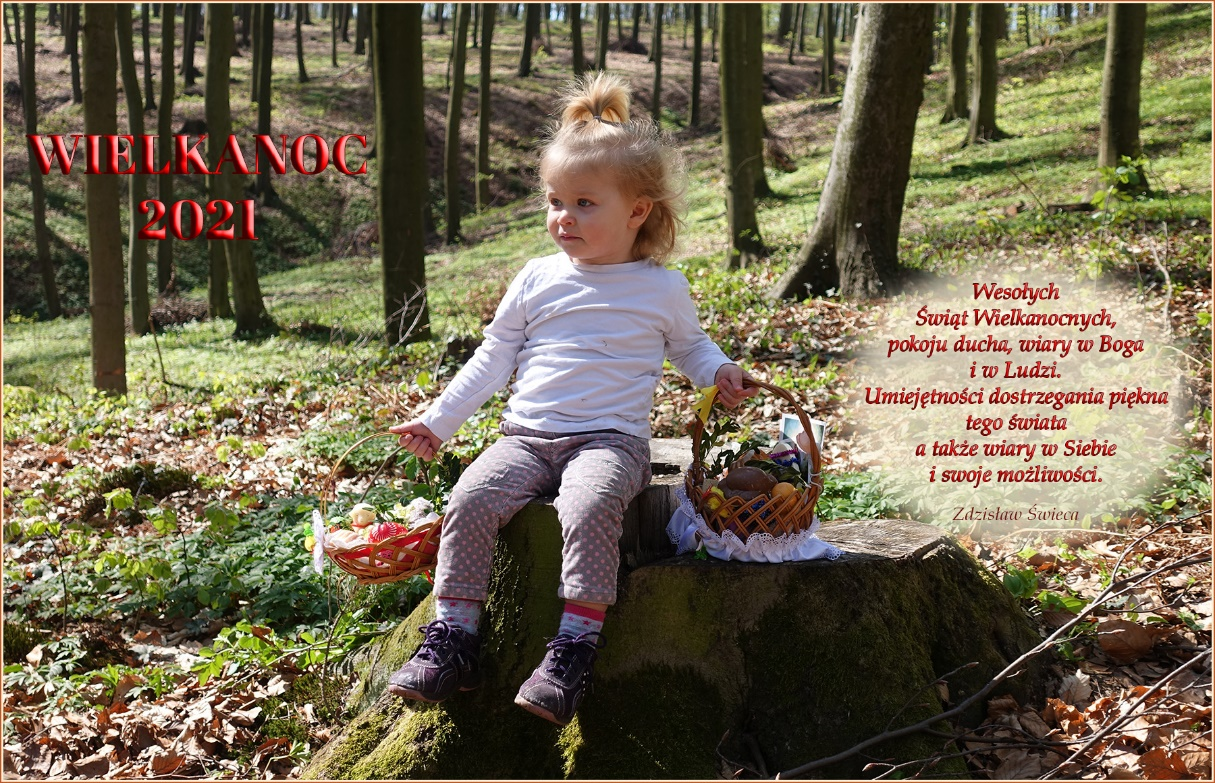 WIELKANOC
2021
Wesołych
Świąt Wielkanocnych,
pokoju ducha, wiary w Boga
i w Ludzi.
Umiejętności dostrzegania piękna
tego świata
a także wiary w Siebie
i swoje możliwości.
Zdzisław Świeca